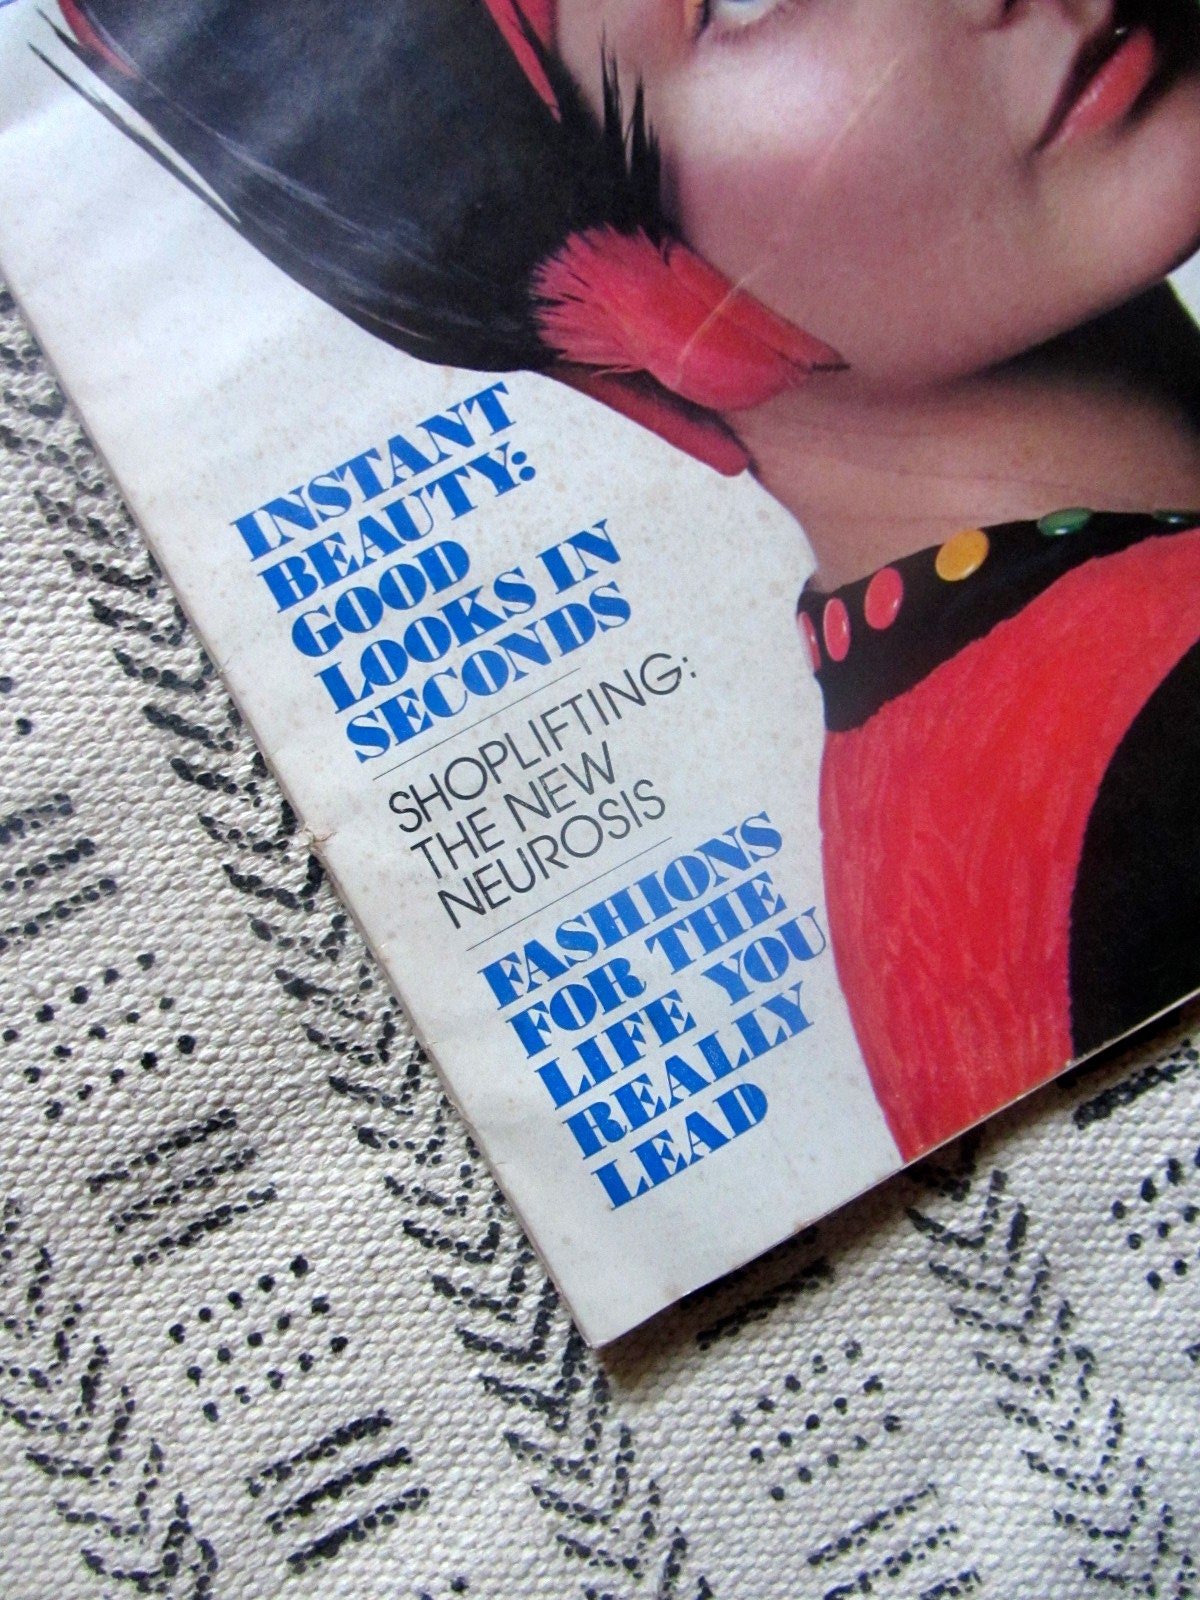 INSTANT
BEAUTY:
GOOD
LOOKS IN
SECONDS
SHOPLIFTING:
THE NEW
NEUROSIS
FASHIONS
FOR THE
LIFE YOU
REALLY
LEAD